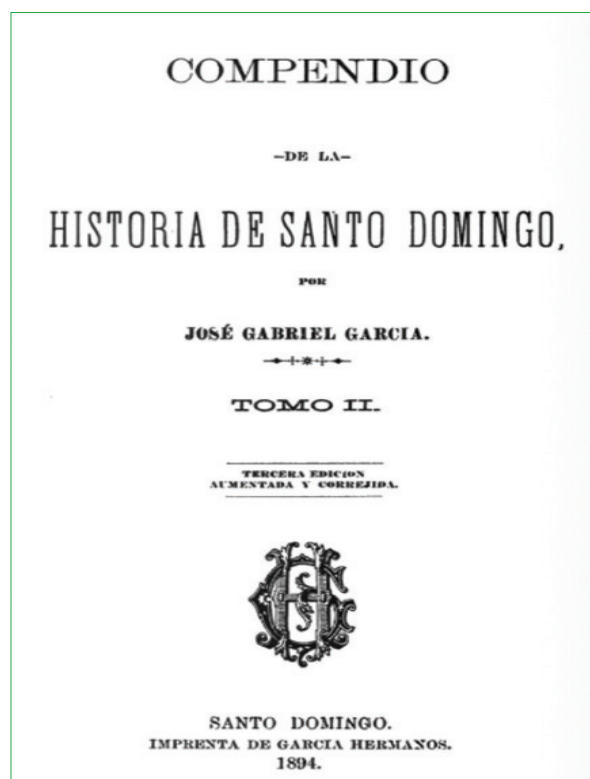 COMPENDIO
–DE LA–
HISTORIA DE SANTO DOMINGO,
POR
JOSÉ GABRIEL GARCIA.
TOMO II.
TERCERA EDICION
AUMENTADA Y CORREJIDA.
SANTO DOMINGO.
IMPRENTA DE GARCIA HERMANOS.
1894.